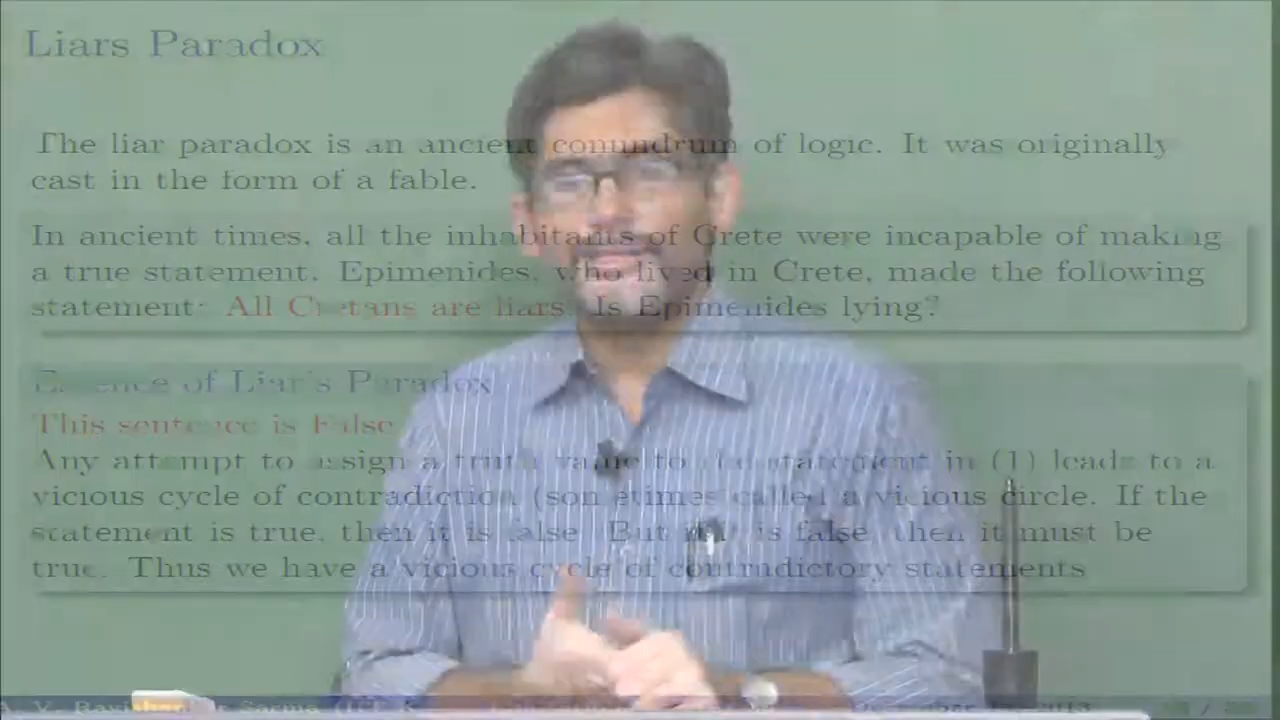 Liars Paradox
The liar paradox is an ancient conundrum of logic. It was originally
cast in the form of a fable.
In ancient times, all the inhabitants of Crete were incapable of making
a true statement. Epimenides, who lived in Crete, made the following
statement: All Cretans are liars. Is Epimenides lying?
Essence of Liar's Paradox
This sentence is False
Any attempt to assign a truth value to the statement in (1) leads to a
vicious cycle of contradiction (sometimes called a vicious circle. If the
statement is true, then it is false. But if it is false, then it must be
true. Thus we have a vicious cycle of contradictory statements
A. V. Ravishankar Sarma